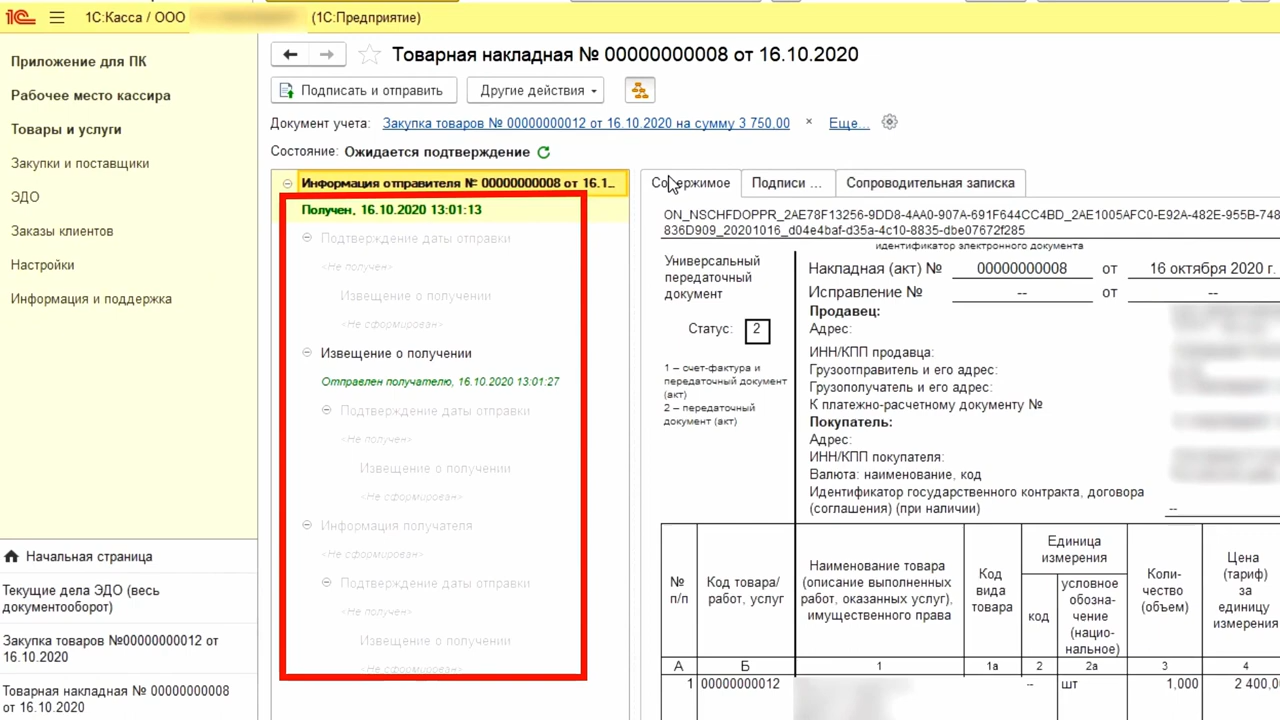 1С:Касса / ООО (1С:Предприятие)
Приложение для ПК
Рабочее место кассира
Товары и услуги
Закупки и поставщики
ЭДО
Заказы клиентов
Настройки
Информация и поддержка
Начальная страница
Текущие дела ЭДО (весь
документооборот)
Закупка товаров №00000000012 от
16.10.2020
Товарная накладная № 00000000008
от 16.10.2020
Товарная накладная № 00000000008 от 16.10.2020
Подписать и отправить
Другие действия
Документ учета: Закупка товаров № 00000000012 от 16.10.2020 на сумму 3 750.00 × Еще...
Состояние: Ожидается подтверждение
Информация отправителя № 00000000008 от 16.1...
Получен, 16.10.2020 13:01:13
Подтверждение даты отправки
<Не получен>
Извещение о получении
<Не сформирован>
Извещение о получении
Отправлен получателю, 16.10.2020 13:01:27
Подтверждение даты отправки
<Не получен>
Извещение о получении
<Не сформирован>
Информация получателя
<Не сформирован>
Подтверждение даты отправки
<Не получен>
Извещение о получении
<Не сформирован>
Содержимое
Подписи ...
Сопроводительная записка
ON_NSCHFDOPPR_2AE78F13256-9DD8-4AA0-907A-691F644CC4BD_2AE1005AFC0-E92A-482E-955B-748
836D909_20201016_d04e4baf-d35a-4c10-8835-dbe07672f285
идентификатор электронного документа
Универсальный
передаточный
документ
Статус: 2
1 – счет-фактура и
передаточный документ
(акт)
2 – передаточный
документ (акт)
Накладная (акт) № 00000000008 от 16 октября 2020 г.
Исправление № -- от --
Продавец:
Адрес:
ИНН/КПП продавца:
Грузоотправитель и его адрес:
Грузополучатель и его адрес:
К платежно-расчетному документу №
Покупатель:
Адрес:
ИНН/КПП покупателя:
Валюта: наименование, код
Идентификатор государственного контракта, договора
(соглашения) (при наличии) --
№
п/п
Код товара/
работ, услуг
Наименование товара
(описание выполненных
работ, оказанных услуг),
имущественного права
Код
вида
товара
Единица
измерения
код
условное
обозна-
чение
(нацио-
нальное)
Коли-
чество
(объем)
Цена
(тариф)
за
единицу
измерения
А Б 1 1а 2 2а 3 4
1 00000000012 -- шт 1,000 2 400,0